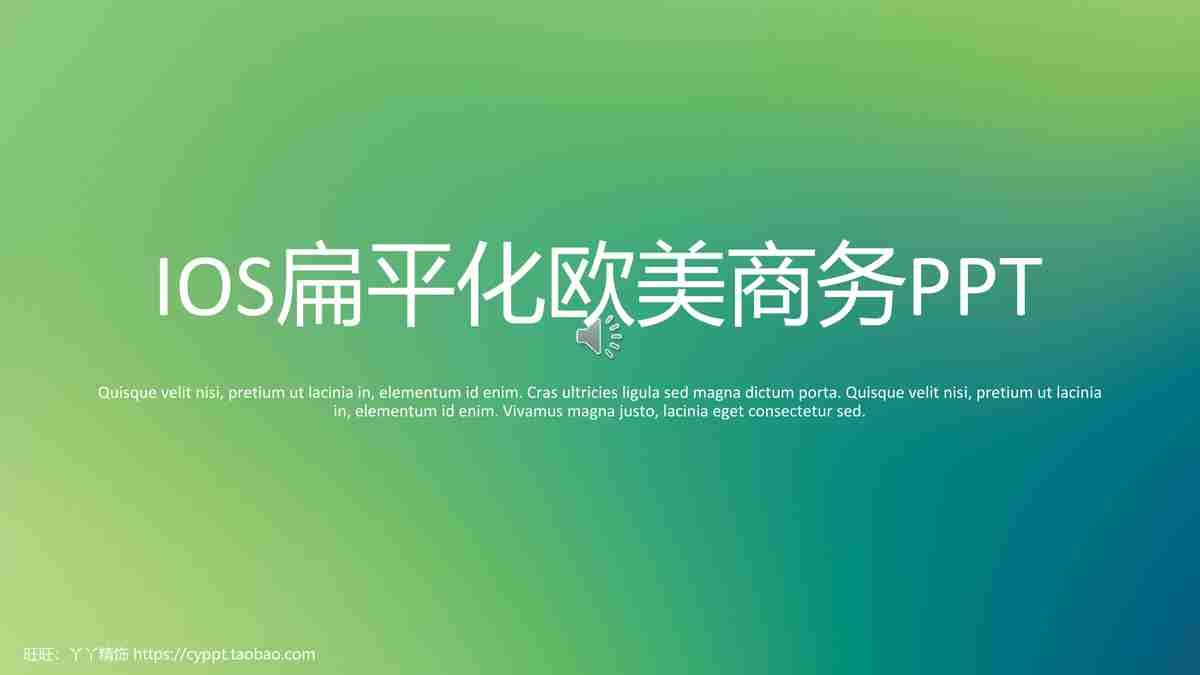 IOS扁平化欧美商务PPT
Quisque velit nisi, pretium ut lacinia in, elementum id enim. Cras ultricies ligula sed magna dictum porta. Quisque velit nisi, pretium ut lacinia
in, elementum id enim. Vivamus magna justo, lacinia eget consectetur sed.
旺旺：丫丫精饰 https://cyppt.taobao.com